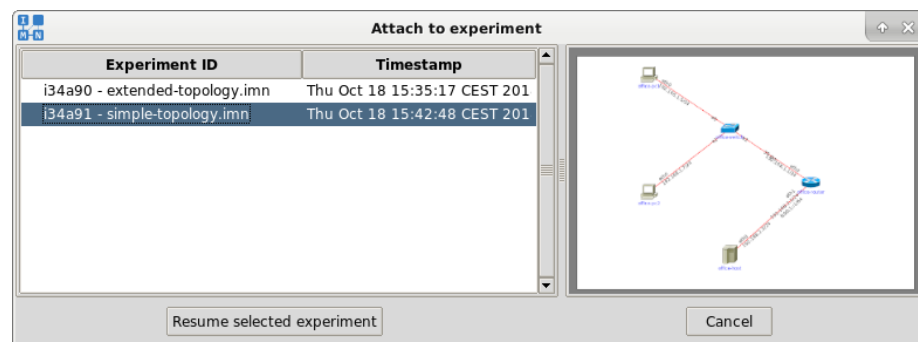 I
M N
Attach to experiment
Experiment ID Timestamp
i34a90 - extended-topology.imn Thu Oct 18 15:35:17 CEST 201
i34a91 - simple-topology.imn Thu Oct 18 15:42:48 CEST 201
Resume selected experiment Cancel